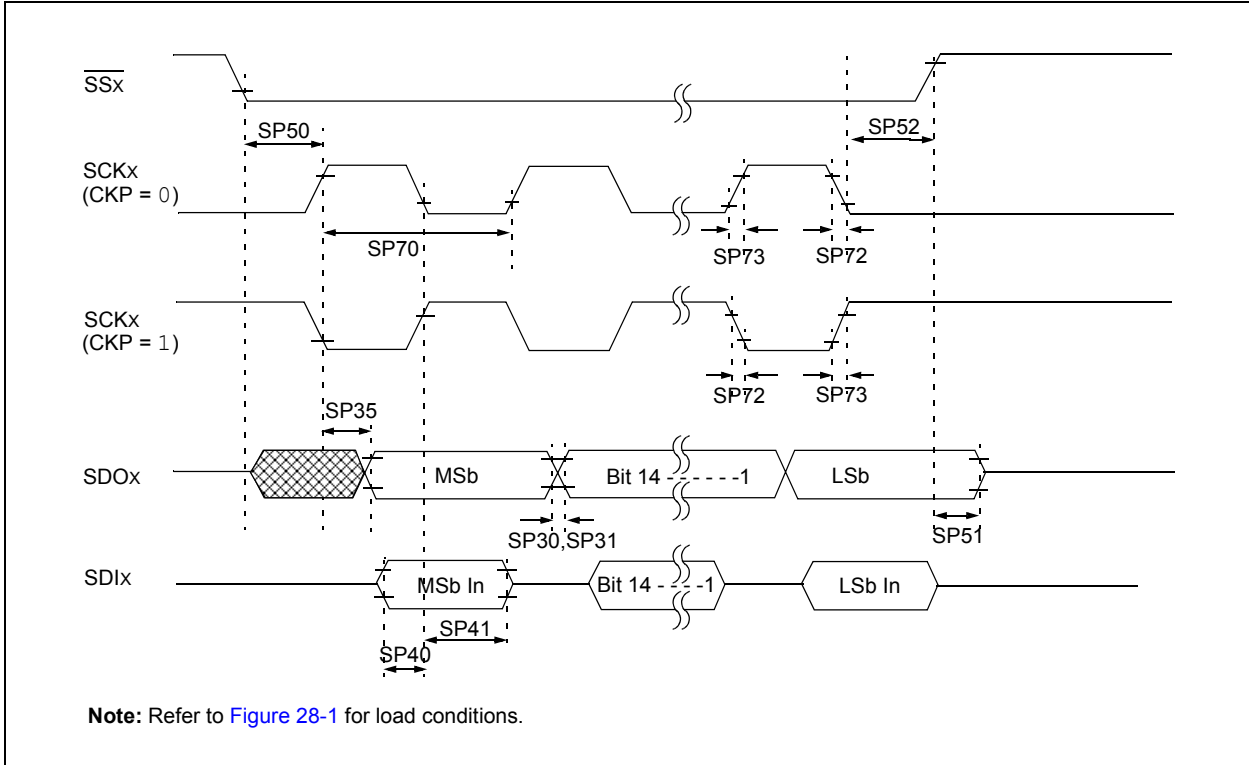 SSx
SP50
SP52
SCKx
(CKP = 0)
SP70
SP73
SP72
SCKx
(CKP = 1)
SP72
SP73
SP35
SDOx
MSb
Bit 14 - - - - - -1
LSb
SP30,SP31
SP51
SDIx
MSb In
Bit 14 - - - -1
LSb In
SP41
SP40
Note: Refer to Figure 28-1 for load conditions.